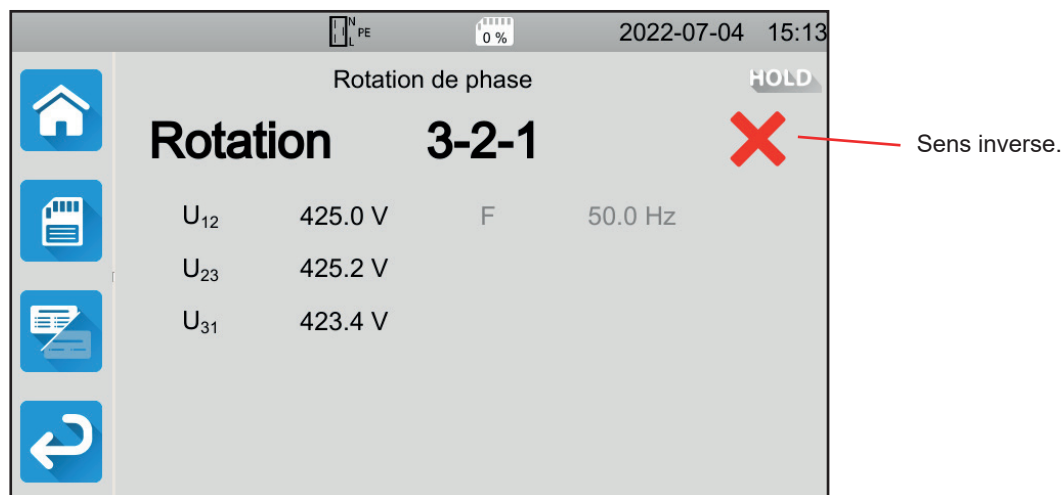 N
PE
L
0 %
2022-07-04 15:13
Rotation de phase
HOLD
Rotation 3-2-1
Sens inverse.
U12 425.0 V F 50.0 Hz
U23 425.2 V
U31 423.4 V